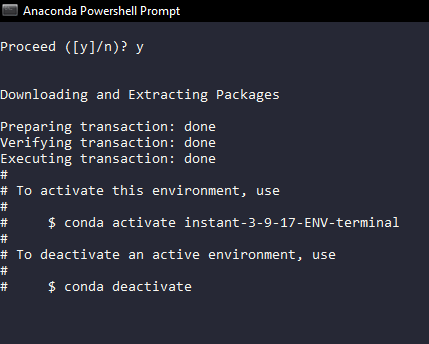 Anaconda Powershell Prompt
Proceed ([y]/n)? y
Downloading and Extracting Packages
Preparing transaction: done
Verifying transaction: done
Executing transaction: done
#
# To activate this environment, use
#
#     $ conda activate instant-3-9-17-ENV-terminal
#
# To deactivate an active environment, use
#
#     $ conda deactivate